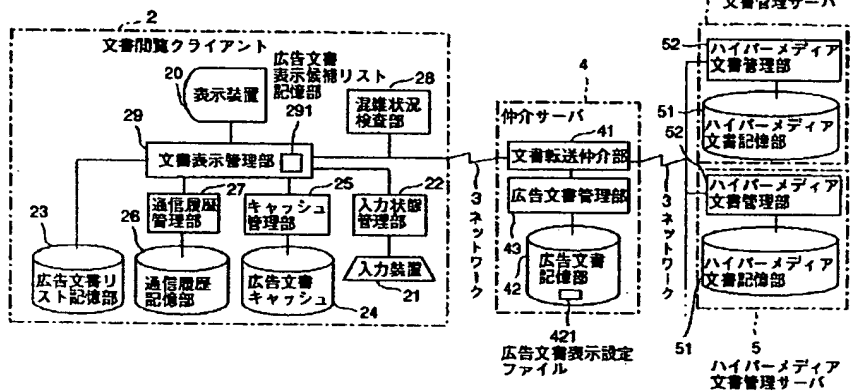 文書管理サーバ
2
文書閲覧クライアント
20
表示装置
広告文書
表示候補リスト
記憶部
291
28
混雑状況
検査部
29
文書表示管理部
27
通信履歴
管理部
25
キャッシュ
管理部
22
入力状態
管理部
23
広告文書リ
スト記憶部
26
通信履歴
記憶部
広告文書
キャッシュ
24
入力装置
21
3
ネットワーク
4
仲介サーバ
41
文書転送仲介部
広告文書管理部
43
42
広告文書
記憶部
421
広告文書表示設定
ファイル
3
ネットワーク
52
ハイパーメディア
文書管理部
51
ハイパーメディア
文書記憶部
52
ハイパーメディア
文書管理部
ハイパーメディア
文書記憶部
51
5
ハイパーメディア
文書管理サーバ